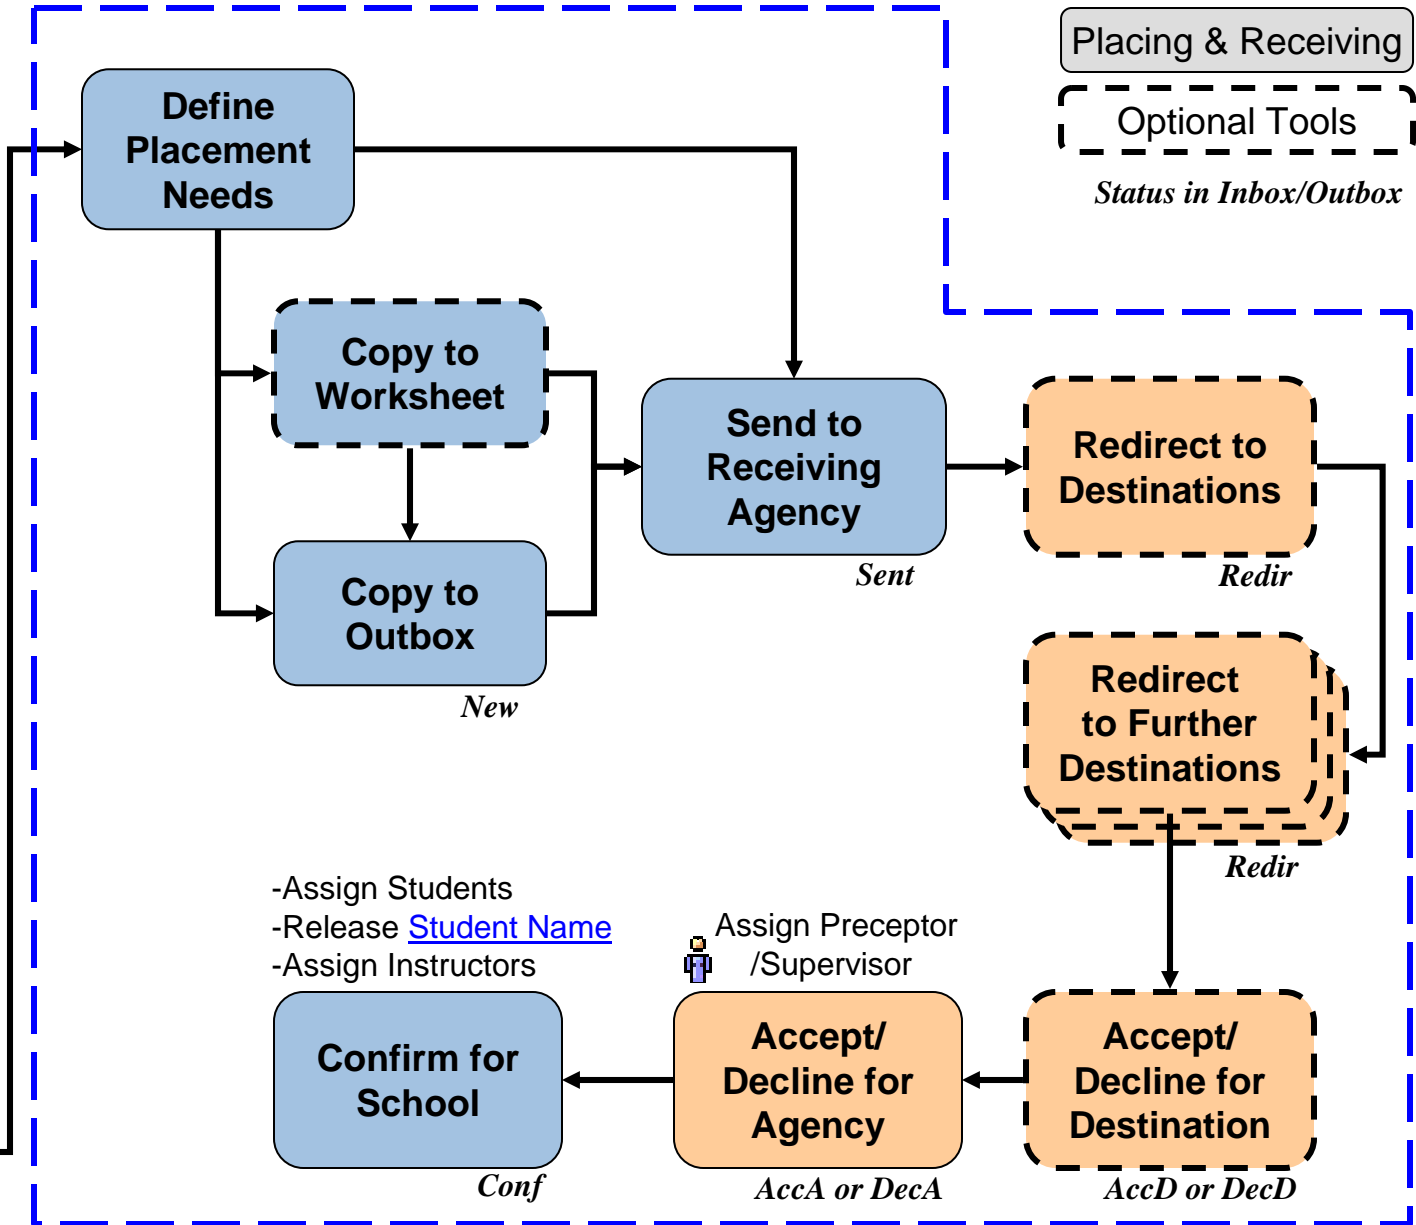 Placing & Receiving
Optional Tools
Status in Inbox/Outbox
Define
Placement
Needs
Copy to
Worksheet
Send to
Receiving
Agency
Sent
Redirect to
Destinations
Redir
Copy to
Outbox
New
Redirect
to Further
Destinations
Redir
-Assign Students
-Release Student Name
-Assign Instructors
Assign Preceptor
/Supervisor
Confirm for
School
Conf
Accept/
Decline for
Agency
AccA or DecA
Accept/
Decline for
Destination
AccD or DecD